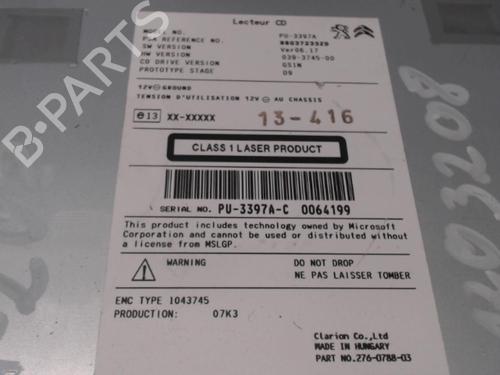 Lecteur CD
MODEL NO. PU-3397A
PSA REFERENCE NO. 9803723320
SW VERSION Ver06.17
HW VERSION 039-3745-00
CD DRIVE VERSION GSIN
PROTOTYPE STAGE D9
12V GROUND
TENSION D'UTILISATION 12V AU CHASSIS
e13 XX-XXXXX 13-416
CLASS 1 LASER PRODUCT
SERIAL NO. PU-3397A-C 0064199
This product includes technology owned by Microsoft
Corporation and cannot be used or distributed without
a license from MSLGP.
WARNING DO NOT DROP
NE PAS LAISSER TOMBER
EMC TYPE 1043745
PRODUCTION: 07K3
Clarion Co.,Ltd
MADE IN HUNGARY
PART NO.276-0788-03
B-PARTS